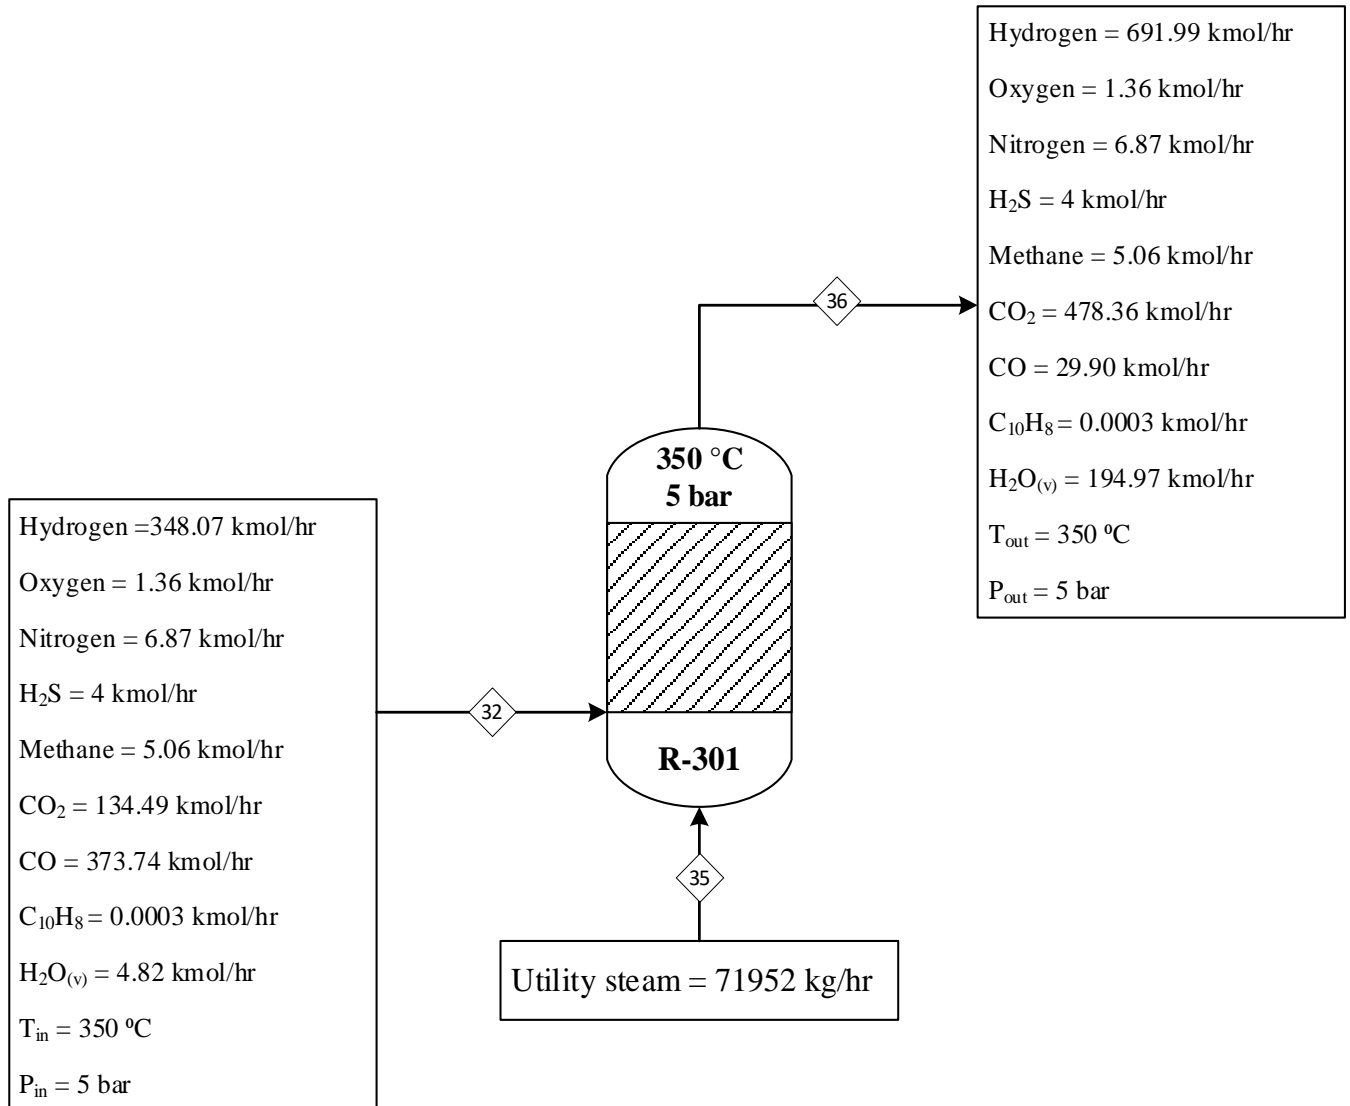 Hydrogen = 691.99 kmol/hr
Oxygen = 1.36 kmol/hr
Nitrogen = 6.87 kmol/hr
H₂S = 4 kmol/hr
Methane = 5.06 kmol/hr
CO₂ = 478.36 kmol/hr
CO = 29.90 kmol/hr
C₁₀H₈ = 0.0003 kmol/hr
H₂O₍ᵥ₎ = 194.97 kmol/hr
Tₒᵤₜ = 350 ºC
Pₒᵤₜ = 5 bar
36
350 °C
5 bar
R-301
Hydrogen =348.07 kmol/hr
Oxygen = 1.36 kmol/hr
Nitrogen = 6.87 kmol/hr
H₂S = 4 kmol/hr
Methane = 5.06 kmol/hr
CO₂ = 134.49 kmol/hr
CO = 373.74 kmol/hr
C₁₀H₈ = 0.0003 kmol/hr
H₂O₍ᵥ₎ = 4.82 kmol/hr
Tᵢₙ = 350 ºC
Pᵢₙ = 5 bar
32
35
Utility steam = 71952 kg/hr